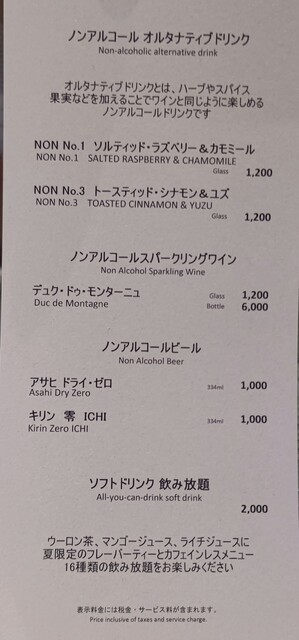 ノンアルコール オルタナティブドリンク
Non-alcoholic alternative drink
オルタナティブドリンクとは、ハーブやスパイス
果実などを加えることでワインと同じように楽しめる
ノンアルコールドリンクです
NON No.1 ソルティッド・ラズベリー＆カモミール
NON No.1 SALTED RASPBERRY & CHAMOMILE
Glass 1,200
NON No.3 トースティッド・シナモン＆ユズ
NON No.3 TOASTED CINNAMON & YUZU
Glass 1,200
ノンアルコールスパークリングワイン
Non Alcohol Sparkling Wine
デュク・ドゥ・モンターニュ Glass 1,200
Duc de Montagne Bottle 6,000
ノンアルコールビール
Non Alcohol Beer
アサヒ ドライ・ゼロ 334ml 1,000
Asahi Dry Zero
キリン 零 ICHI 334ml 1,000
Kirin Zero ICHI
ソフトドリンク 飲み放題
All-you-can-drink soft drink
2,000
ウーロン茶、マンゴージュース、ライチジュースに
夏限定のフレーバーティーとカフェインレスメニュー
16種類の飲み放題をお楽しみください
表示料金には税金・サービス料が含まれます。
Price inclusive of taxes and service charge.